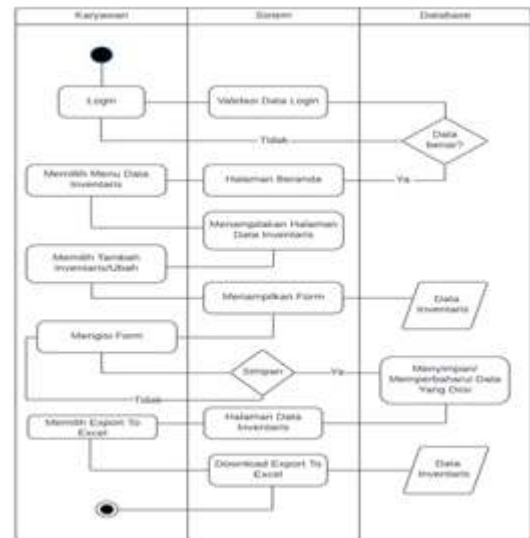 Karyawan
Sistem
Database
Login
Validasi Data Login
Data
benar?
Tidak
Ya
Memilih Menu Data
Inventaris
Halaman Beranda
Menampilakan Halaman
Data Inventaris
Memilih Tambah
Inventaris/Ubah
Menampilkan Form
Data
Inventaris
Mengisi Form
Simpan
Ya
Menyimpan/
Memperbaharui Data
Yang Diisi
Tidak
Memilih Export To
Excel
Halaman Data
Inventaris
Download Export To
Excel
Data
Inventaris